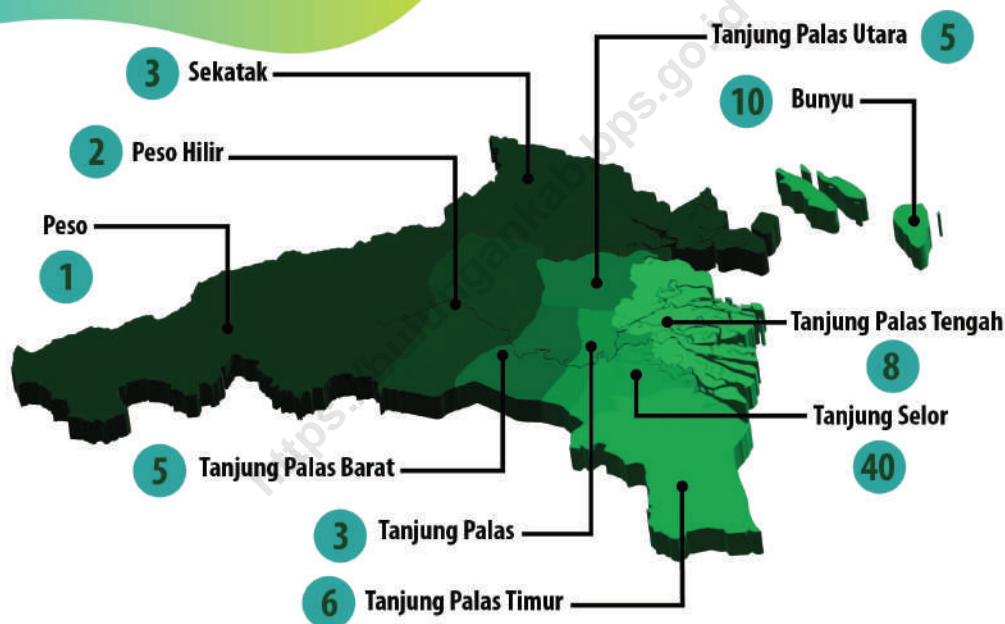 Tanjung Palas Utara 5
3 Sekatak
10 Bunyu
2 Peso Hilir
Peso
1
Tanjung Palas Tengah
8
Tanjung Selor
40
5 Tanjung Palas Barat
3 Tanjung Palas
6 Tanjung Palas Timur
https://bulungankab.bps.go.id